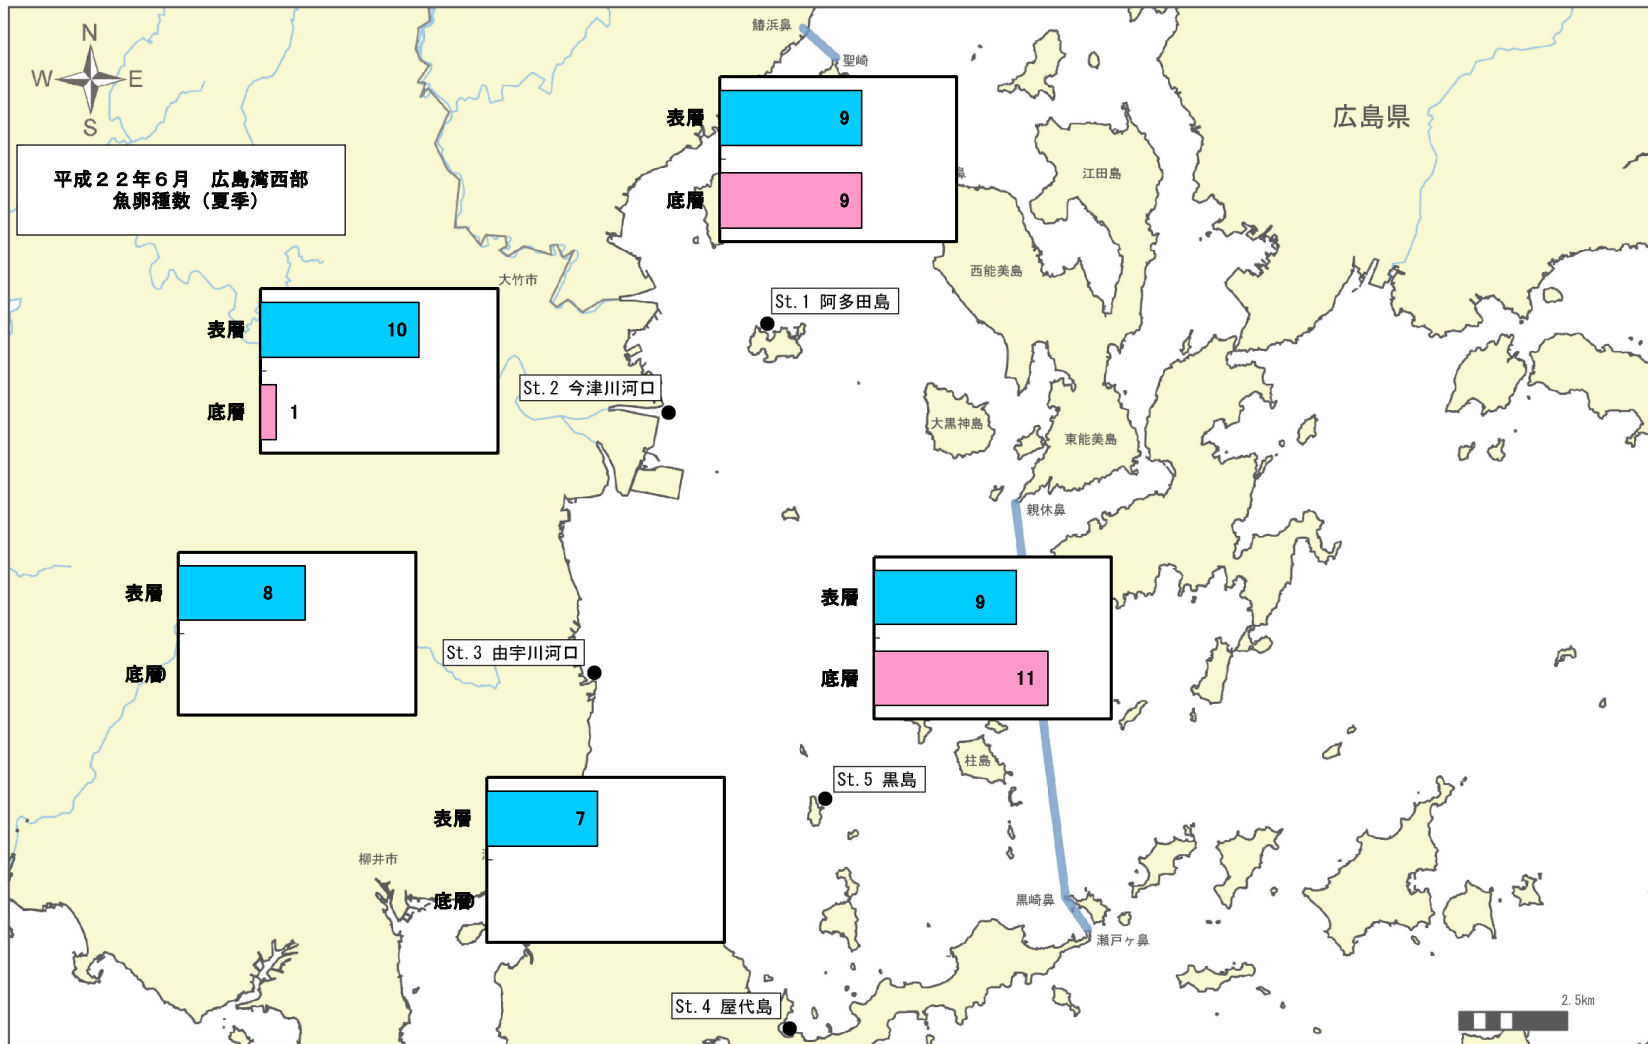 N
W E
S
平成22年6月 広島湾西部
魚卵種数（夏季）
鰆浜鼻
聖崎
広島県
表層 9
底層 9
鼻
江田島
西能美島
大竹市
St.1 阿多田島
表層 10
底層 1
St.2 今津川河口
大黒神島
東能美島
親休鼻
表層 8
底層 0
St.3 由宇川河口
表層 9
底層 11
柱島
St.5 黒島
表層 7
底層 0
柳井市
黒崎鼻
瀬戸ヶ鼻
St.4 屋代島
2.5km